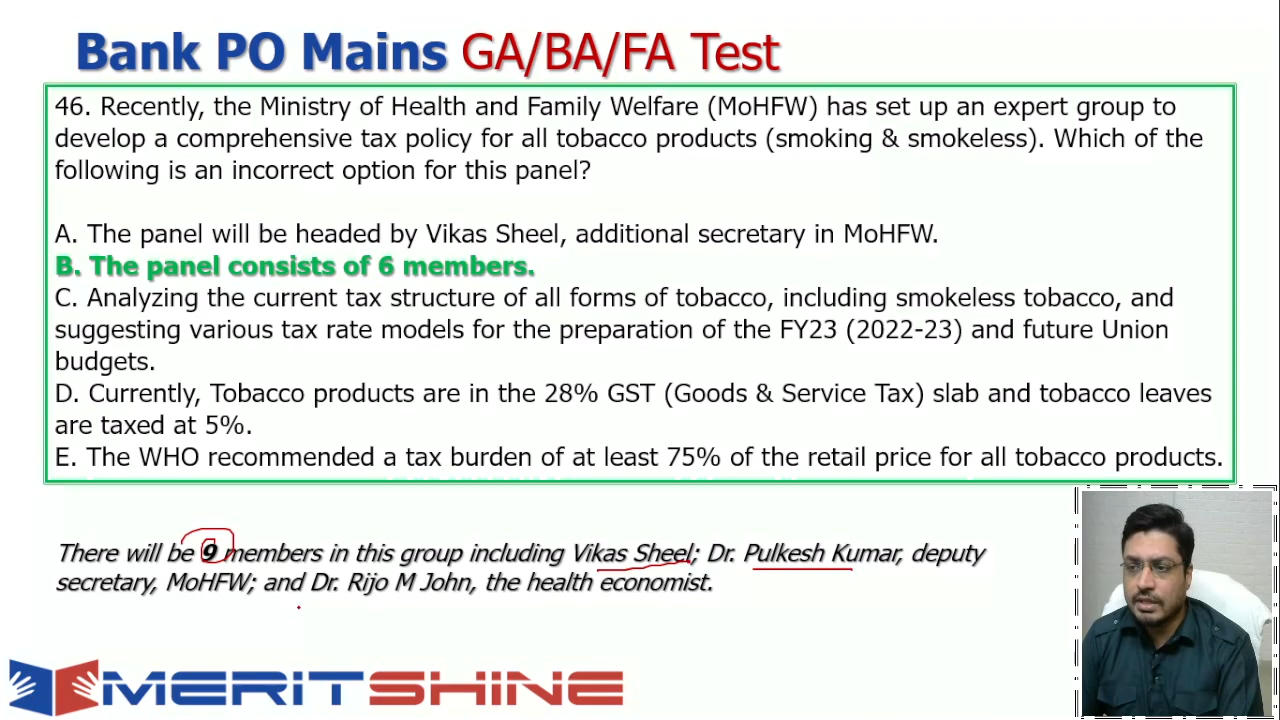 Bank PO Mains GA/BA/FA Test
46. Recently, the Ministry of Health and Family Welfare (MoHFW) has set up an expert group to
develop a comprehensive tax policy for all tobacco products (smoking & smokeless). Which of the
following is an incorrect option for this panel?
A. The panel will be headed by Vikas Sheel, additional secretary in MoHFW.
B. The panel consists of 6 members.
C. Analyzing the current tax structure of all forms of tobacco, including smokeless tobacco, and
suggesting various tax rate models for the preparation of the FY23 (2022-23) and future Union
budgets.
D. Currently, Tobacco products are in the 28% GST (Goods & Service Tax) slab and tobacco leaves
are taxed at 5%.
E. The WHO recommended a tax burden of at least 75% of the retail price for all tobacco products.
There will be 9 members in this group including Vikas Sheel; Dr. Pulkesh Kumar, deputy
secretary, MoHFW; and Dr. Rijo M John, the health economist.
MERITSHINE